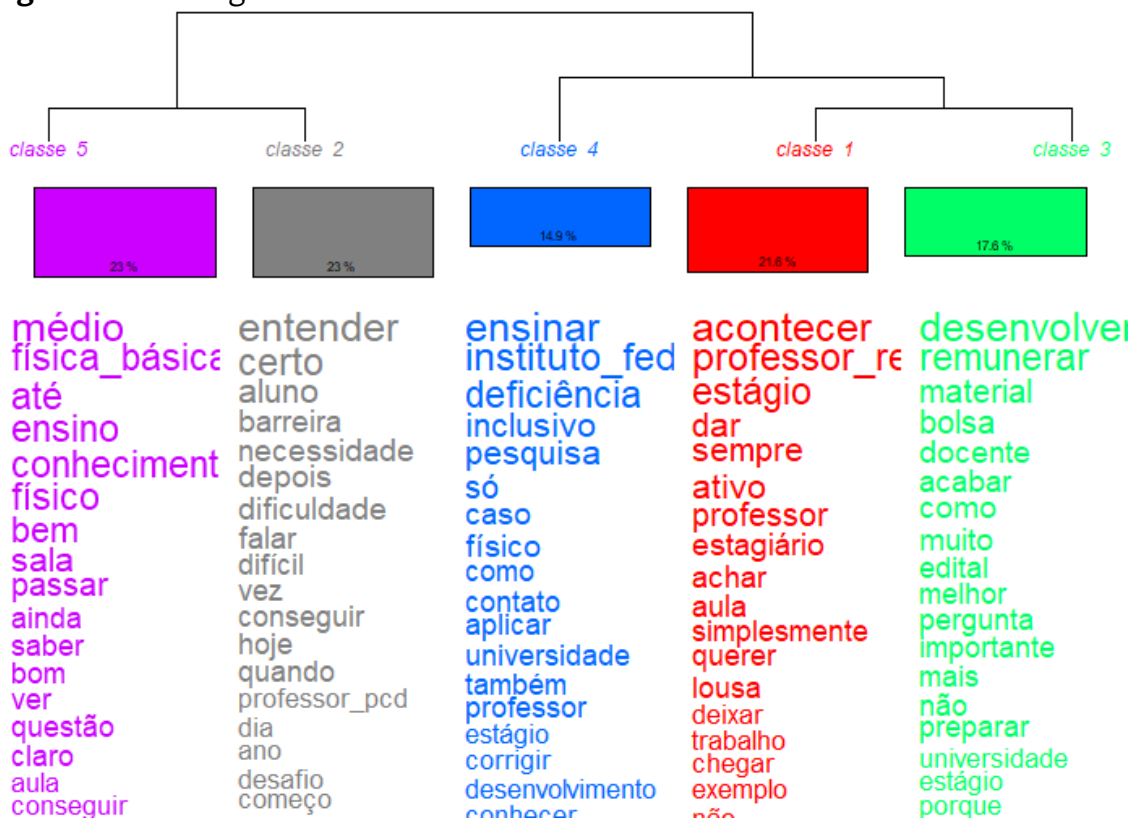 classe 5
classe 2
classe 4
classe 1
classe 3
23 %
23 %
14.9 %
21.6 %
17.6 %
médio
física_básica
até
ensino
conheciment
físico
bem
sala
passar
ainda
saber
bom
ver
questão
claro
aula
conseguir
entender
certo
aluno
barreira
necessidade
depois
dificuldade
falar
difícil
vez
conseguir
hoje
quando
professor_pcd
dia
ano
desafio
começo
ensinar
instituto_fed
deficiência
inclusivo
pesquisa
só
caso
físico
como
contato
aplicar
universidade
também
professor
estágio
corrigir
desenvolvimento
conhecer
acontecer
professor_re
estágio
dar
sempre
ativo
professor
estagiário
achar
aula
simplesmente
querer
lousa
deixar
trabalho
chegar
exemplo
não
desenvolver
remunerar
material
bolsa
docente
acabar
como
muito
edital
melhor
pergunta
importante
mais
não
preparar
universidade
estágio
porque